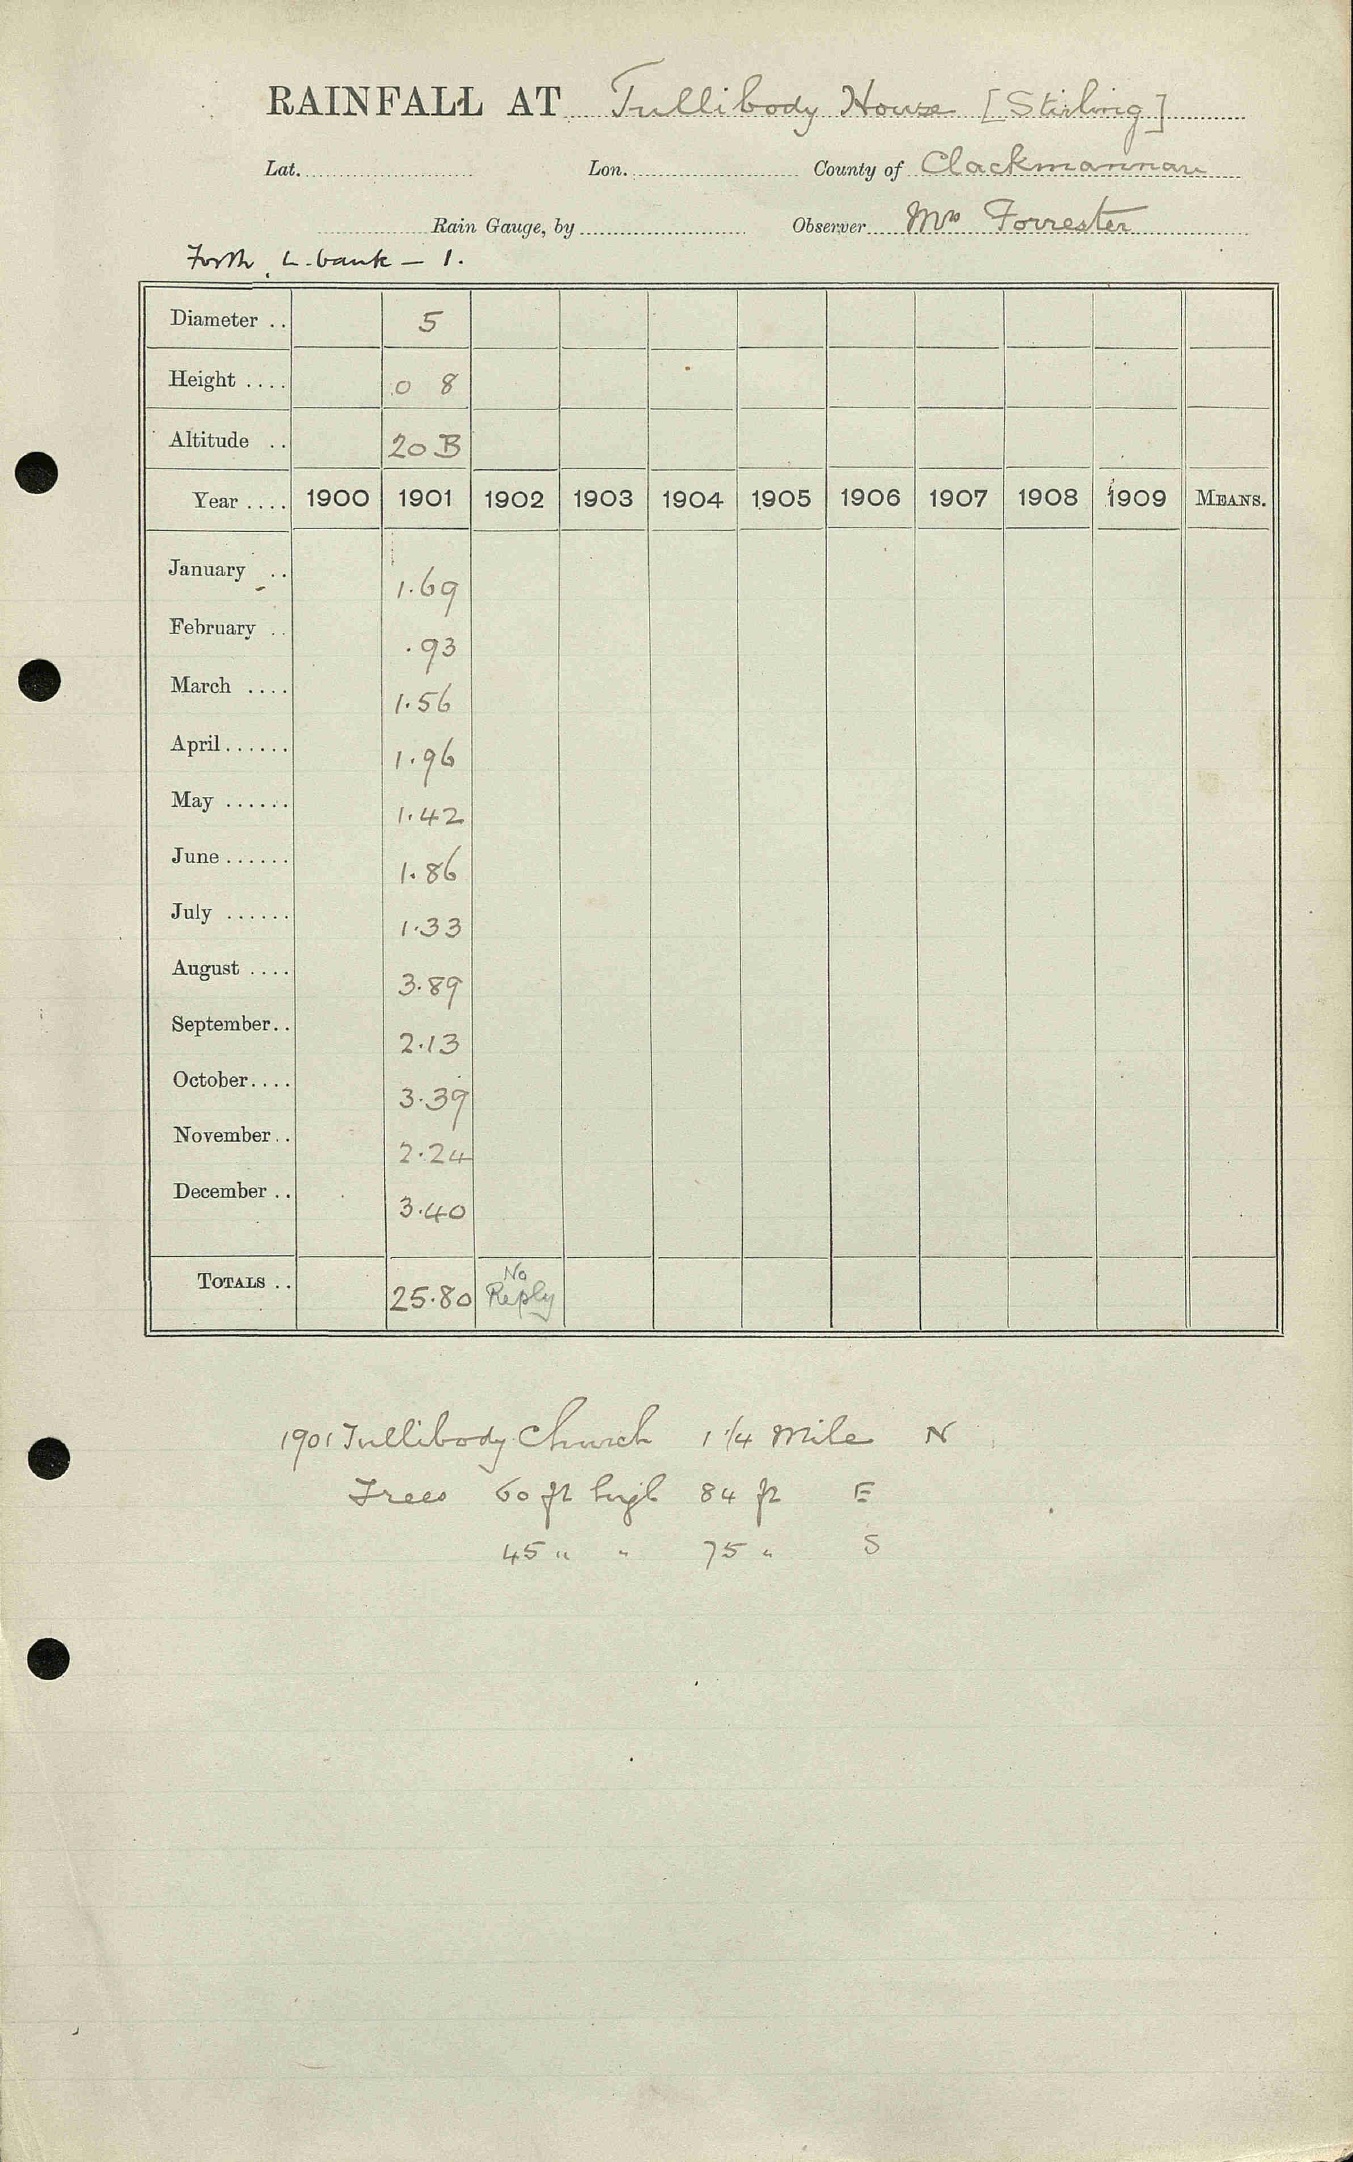 RAINFALL AT Tullibody House [Stirling]
Lat. Lon. County of Clackmannan
Rain Gauge, by Observer Mrs Forrester
Forth, L. bank — 1.
Diameter .. 5
Height .... 0 8
Altitude .. 20 B
Year .... 1900 1901 1902 1903 1904 1905 1906 1907 1908 1909 MEANS.
January .. 1.69
February .. .93
March .... 1.56
April ...... 1.96
May ...... 1.42
June ...... 1.86
July ...... 1.33
August .... 3.89
September .. 2.13
October .... 3.39
November .. 2.24
December .. 3.40
TOTALS .. 25.80 No Reply
1901 Tullibody Church 1 1/4 Mile N
Trees 60 ft high 84 ft E
45 " " 75 " S